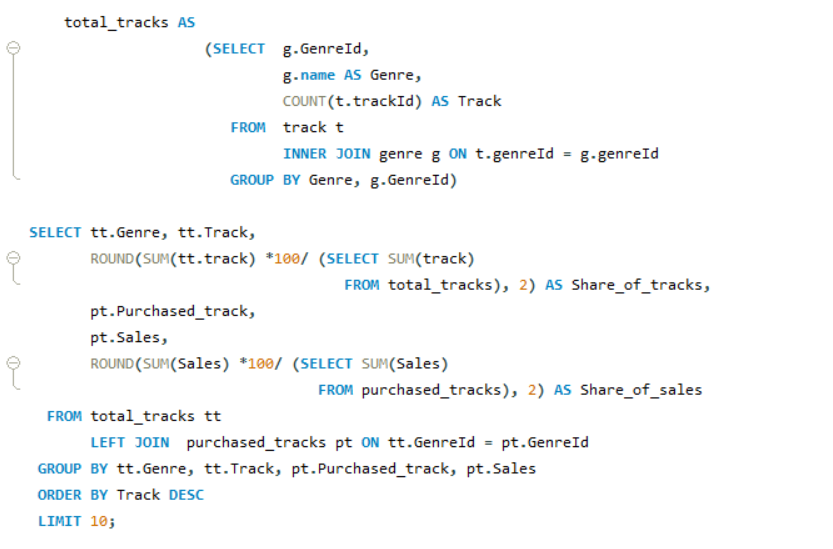 total_tracks AS
(SELECT g.GenreId,
g.name AS Genre,
COUNT(t.trackId) AS Track
FROM track t
INNER JOIN genre g ON t.genreId = g.genreId
GROUP BY Genre, g.GenreId)
SELECT tt.Genre, tt.Track,
ROUND(SUM(tt.track) *100/ (SELECT SUM(track)
FROM total_tracks), 2) AS Share_of_tracks,
pt.Purchased_track,
pt.Sales,
ROUND(SUM(Sales) *100/ (SELECT SUM(Sales)
FROM purchased_tracks), 2) AS Share_of_sales
FROM total_tracks tt
LEFT JOIN purchased_tracks pt ON tt.GenreId = pt.GenreId
GROUP BY tt.Genre, tt.Track, pt.Purchased_track, pt.Sales
ORDER BY Track DESC
LIMIT 10;